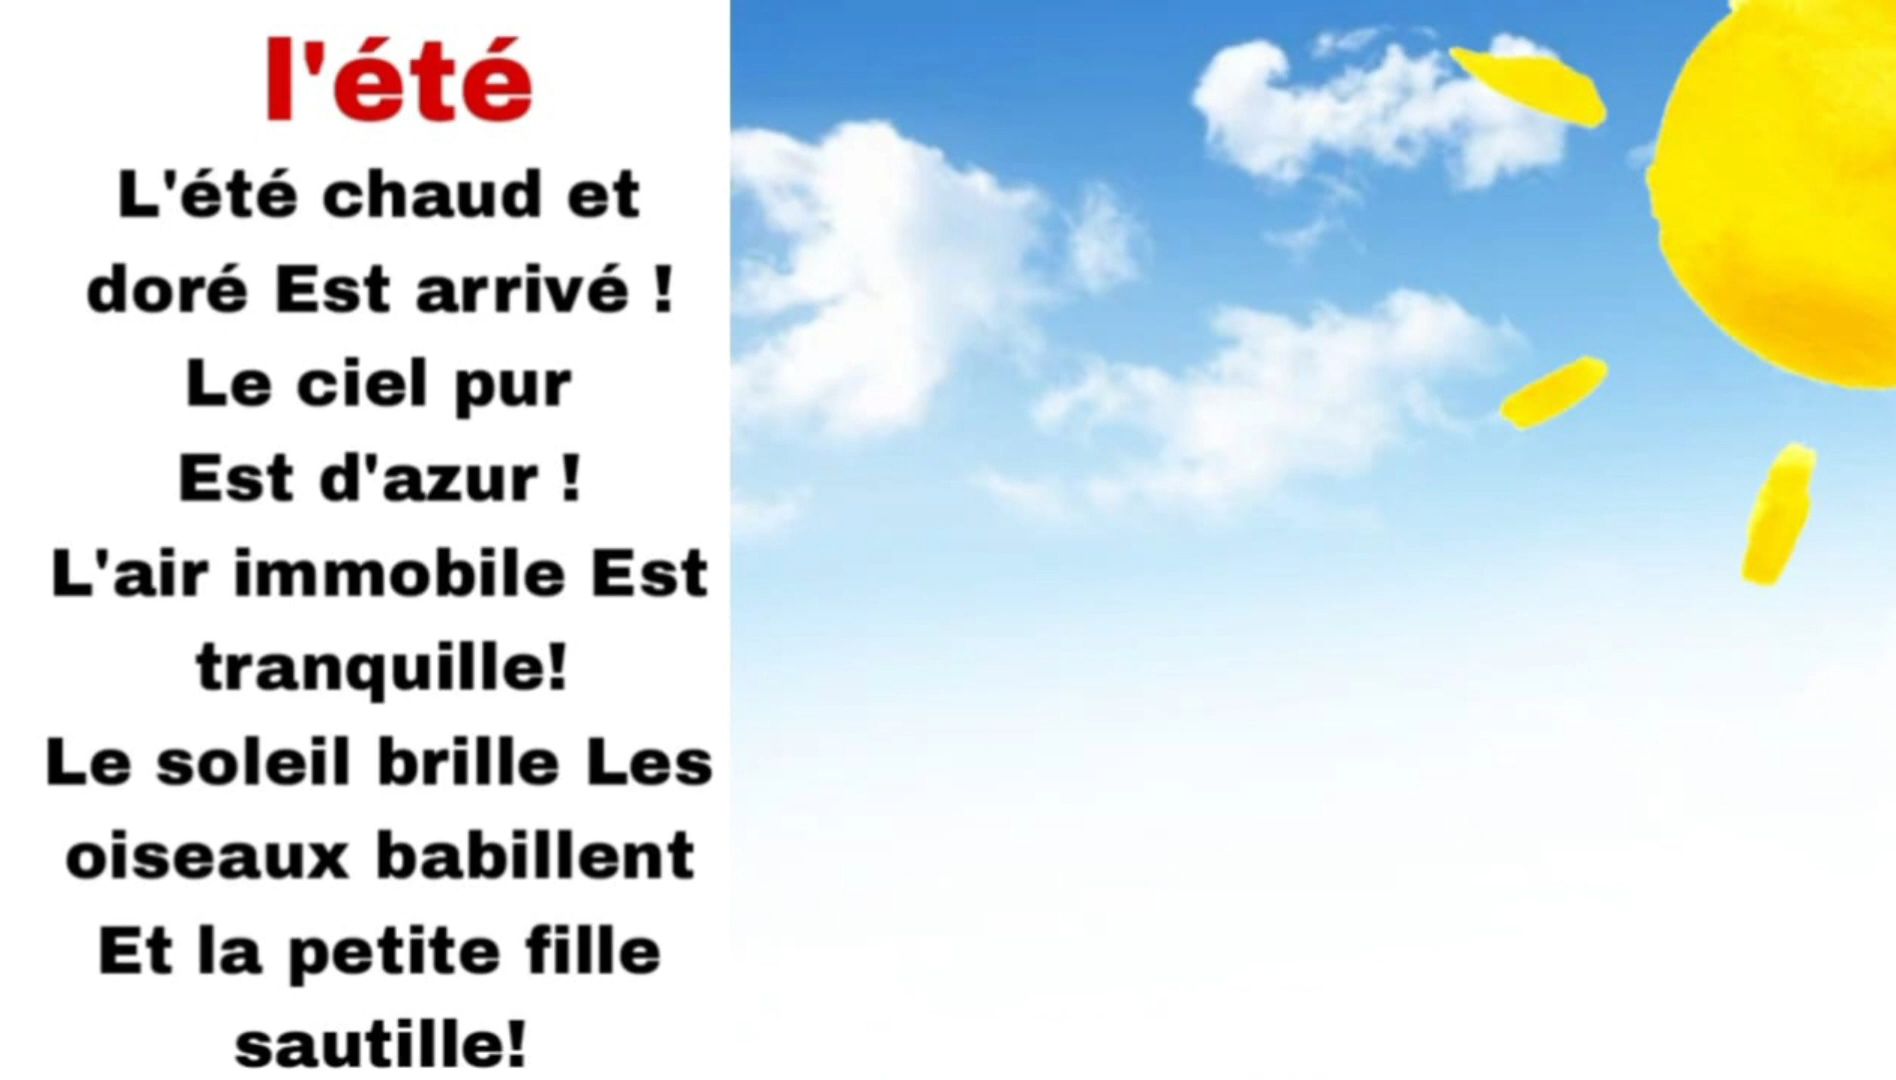 l'été
L'été chaud et
doré Est arrivé !
Le ciel pur
Est d'azur !
L'air immobile Est
tranquille!
Le soleil brille Les
oiseaux babillent
Et la petite fille
sautille!